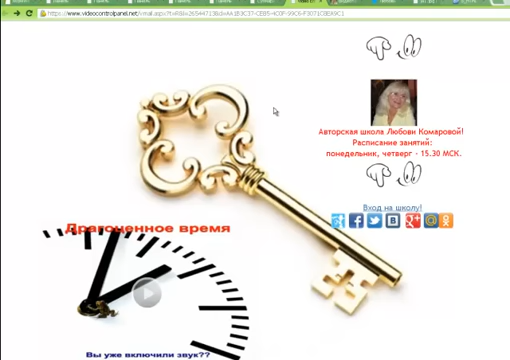 Авторская школа Любови Комаровой!
Расписание занятий:
понедельник, четверг - 15.30 МСК.
Вход на школу!
Драгоценное время
Вы уже включили звук??